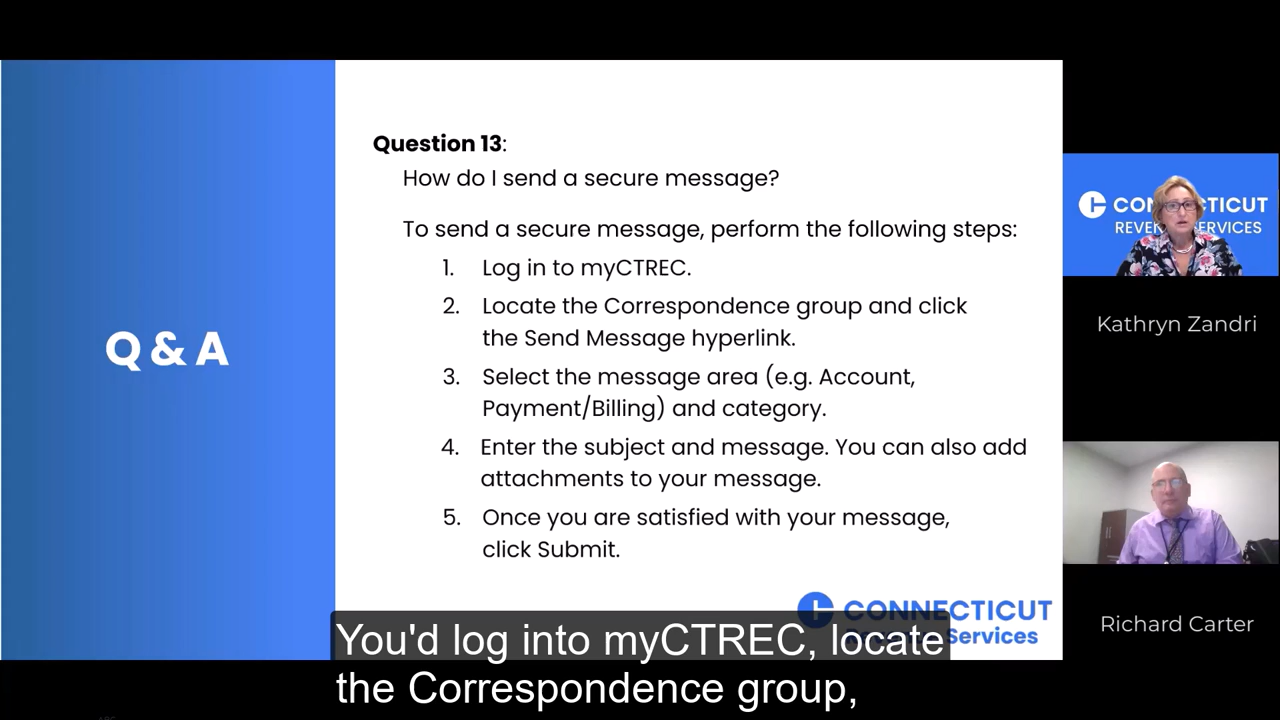 Q & A
Question 13:
How do I send a secure message?
To send a secure message, perform the following steps:
1. Log in to myCTREC.
2. Locate the Correspondence group and click
the Send Message hyperlink.
3. Select the message area (e.g. Account,
Payment/Billing) and category.
4. Enter the subject and message. You can also add
attachments to your message.
5. Once you are satisfied with your message,
click Submit.
CONNECTICUT
Services
You'd log into myCTREC, locate
the Correspondence group,
CTICUT
SERVICES
Kathryn Zandri
Richard Carter